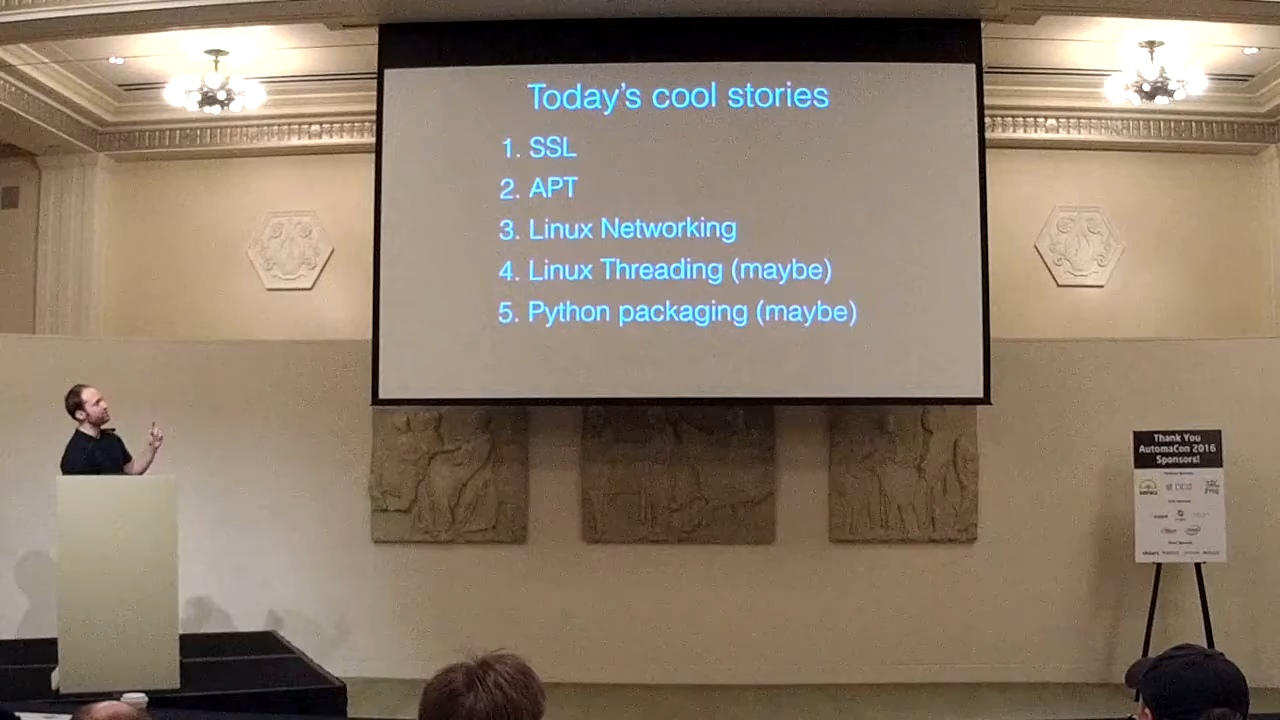 Today's cool stories
1. SSL
2. APT
3. Linux Networking
4. Linux Threading (maybe)
5. Python packaging (maybe)
Thank You
AutomaCon 2016
Sponsors!